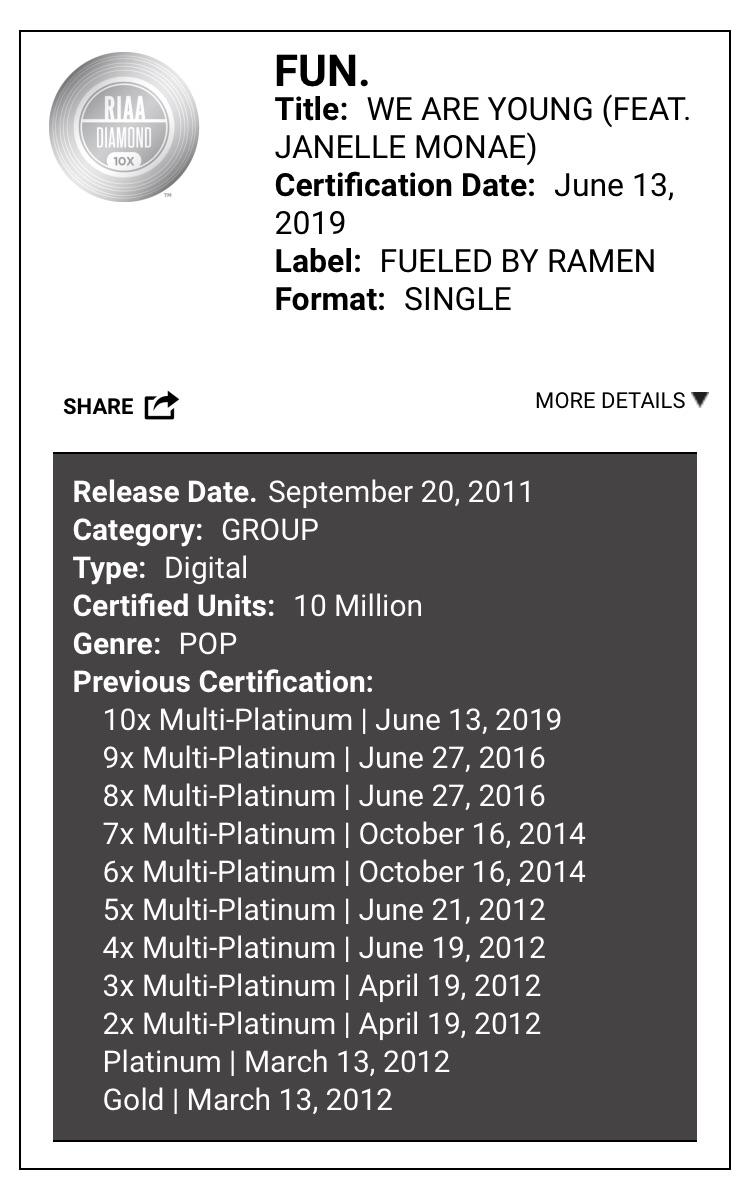 RIAA
DIAMOND
10X
™
FUN.
Title: WE ARE YOUNG (FEAT.
JANELLE MONAE)
Certification Date: June 13,
2019
Label: FUELED BY RAMEN
Format: SINGLE
SHARE
MORE DETAILS ▼
Release Date. September 20, 2011
Category: GROUP
Type: Digital
Certified Units: 10 Million
Genre: POP
Previous Certification:
10x Multi-Platinum | June 13, 2019
9x Multi-Platinum | June 27, 2016
8x Multi-Platinum | June 27, 2016
7x Multi-Platinum | October 16, 2014
6x Multi-Platinum | October 16, 2014
5x Multi-Platinum | June 21, 2012
4x Multi-Platinum | June 19, 2012
3x Multi-Platinum | April 19, 2012
2x Multi-Platinum | April 19, 2012
Platinum | March 13, 2012
Gold | March 13, 2012